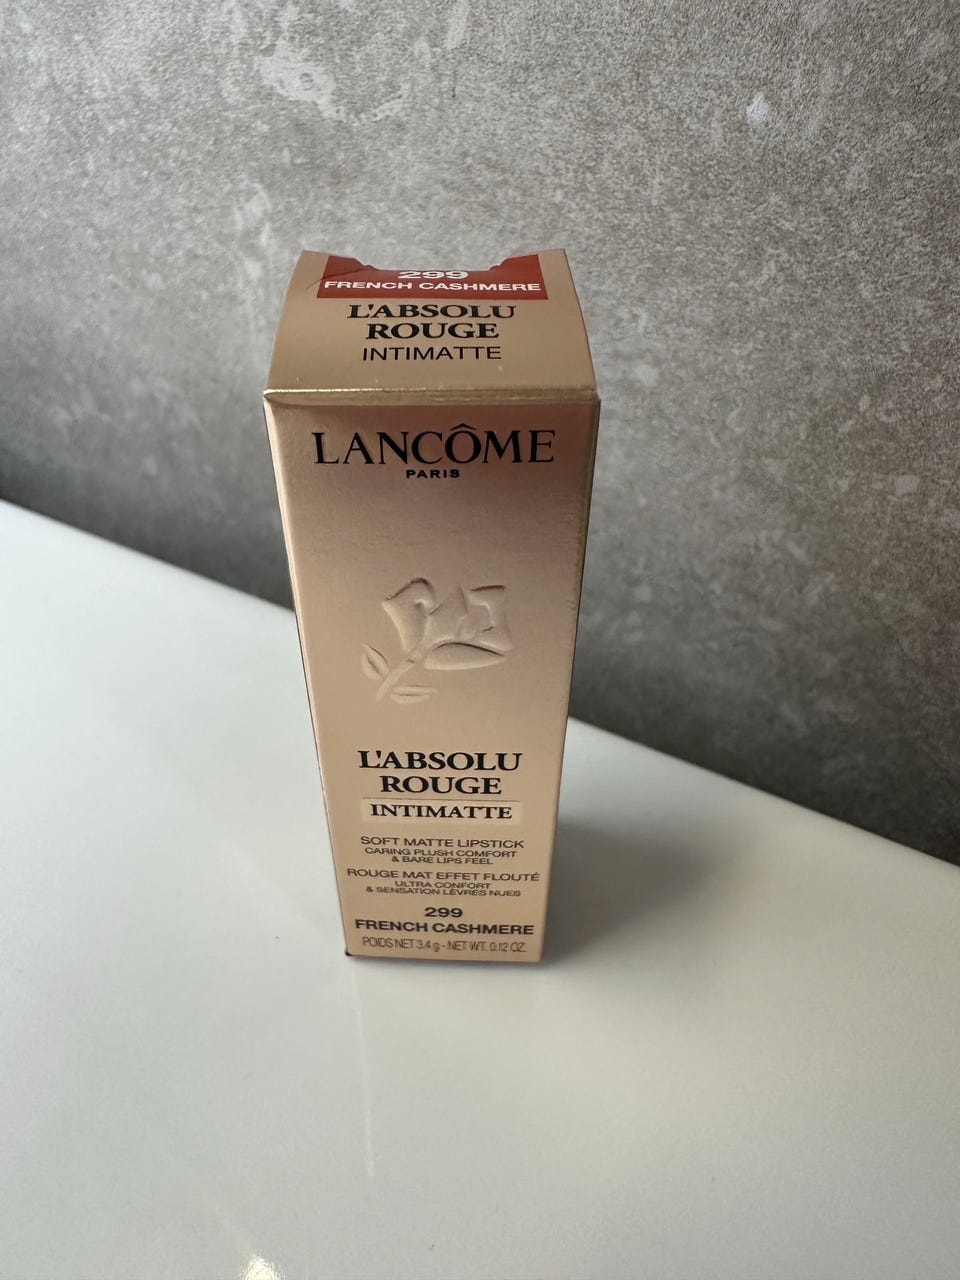 299
FRENCH CASHMERE
L'ABSOLU
ROUGE
INTIMATTE
LANCÔME
PARIS
L'ABSOLU
ROUGE
INTIMATTE
SOFT MATTE LIPSTICK
CARING PLUSH COMFORT
& BARE LIPS FEEL
ROUGE MAT EFFET FLOUTÉ
ULTRA CONFORT
& SENSATION LÈVRES NUES
299
FRENCH CASHMERE
POIDS NET 3.4 g - NET WT. 0.12 OZ.